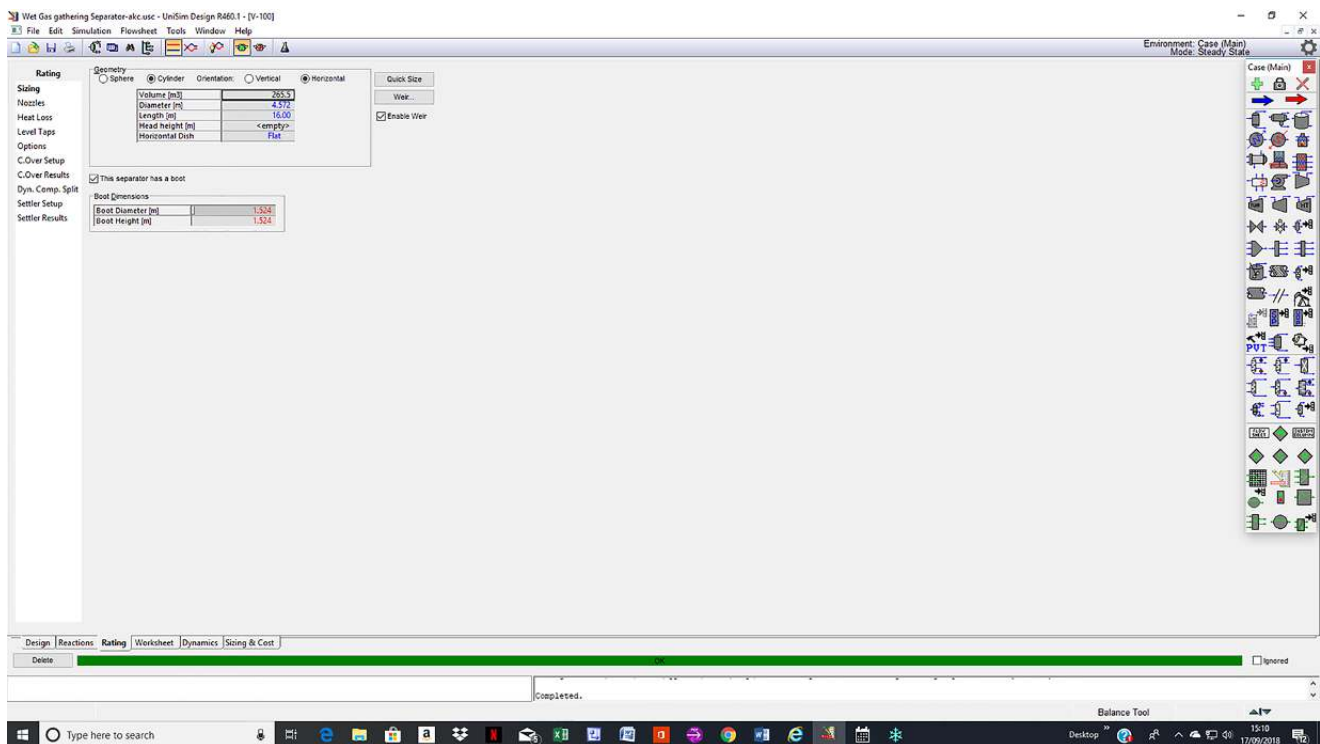 Wet Gas gathering Separator-akc.usc - UniSim Design R460.1 - [V-100]
File Edit Simulation Flowsheet Tools Window Help
Environment: Case (Main)
Mode: Steady State
Rating
Sizing
Nozzles
Heat Loss
Level Taps
Options
C.Over Setup
C.Over Results
Dyn. Comp. Split
Settler Setup
Settler Results
Geometry
Sphere Cylinder Orientation: Vertical Horizontal
Volume [m3] 265.5
Diameter [m] 4.572
Length [m] 16.00
Head height [m] <empty>
Horizontal Dish Flat
Quick Size
Weir...
Enable Weir
This separator has a boot
Boot Dimensions
Boot Diameter [m] 1.524
Boot Height [m] 1.524
Case (Main)
PVT
Design Reactions Rating Worksheet Dynamics Sizing & Cost
Delete OK Ignored
Completed.
Balance Tool
Type here to search
Desktop
15:10
17/09/2018